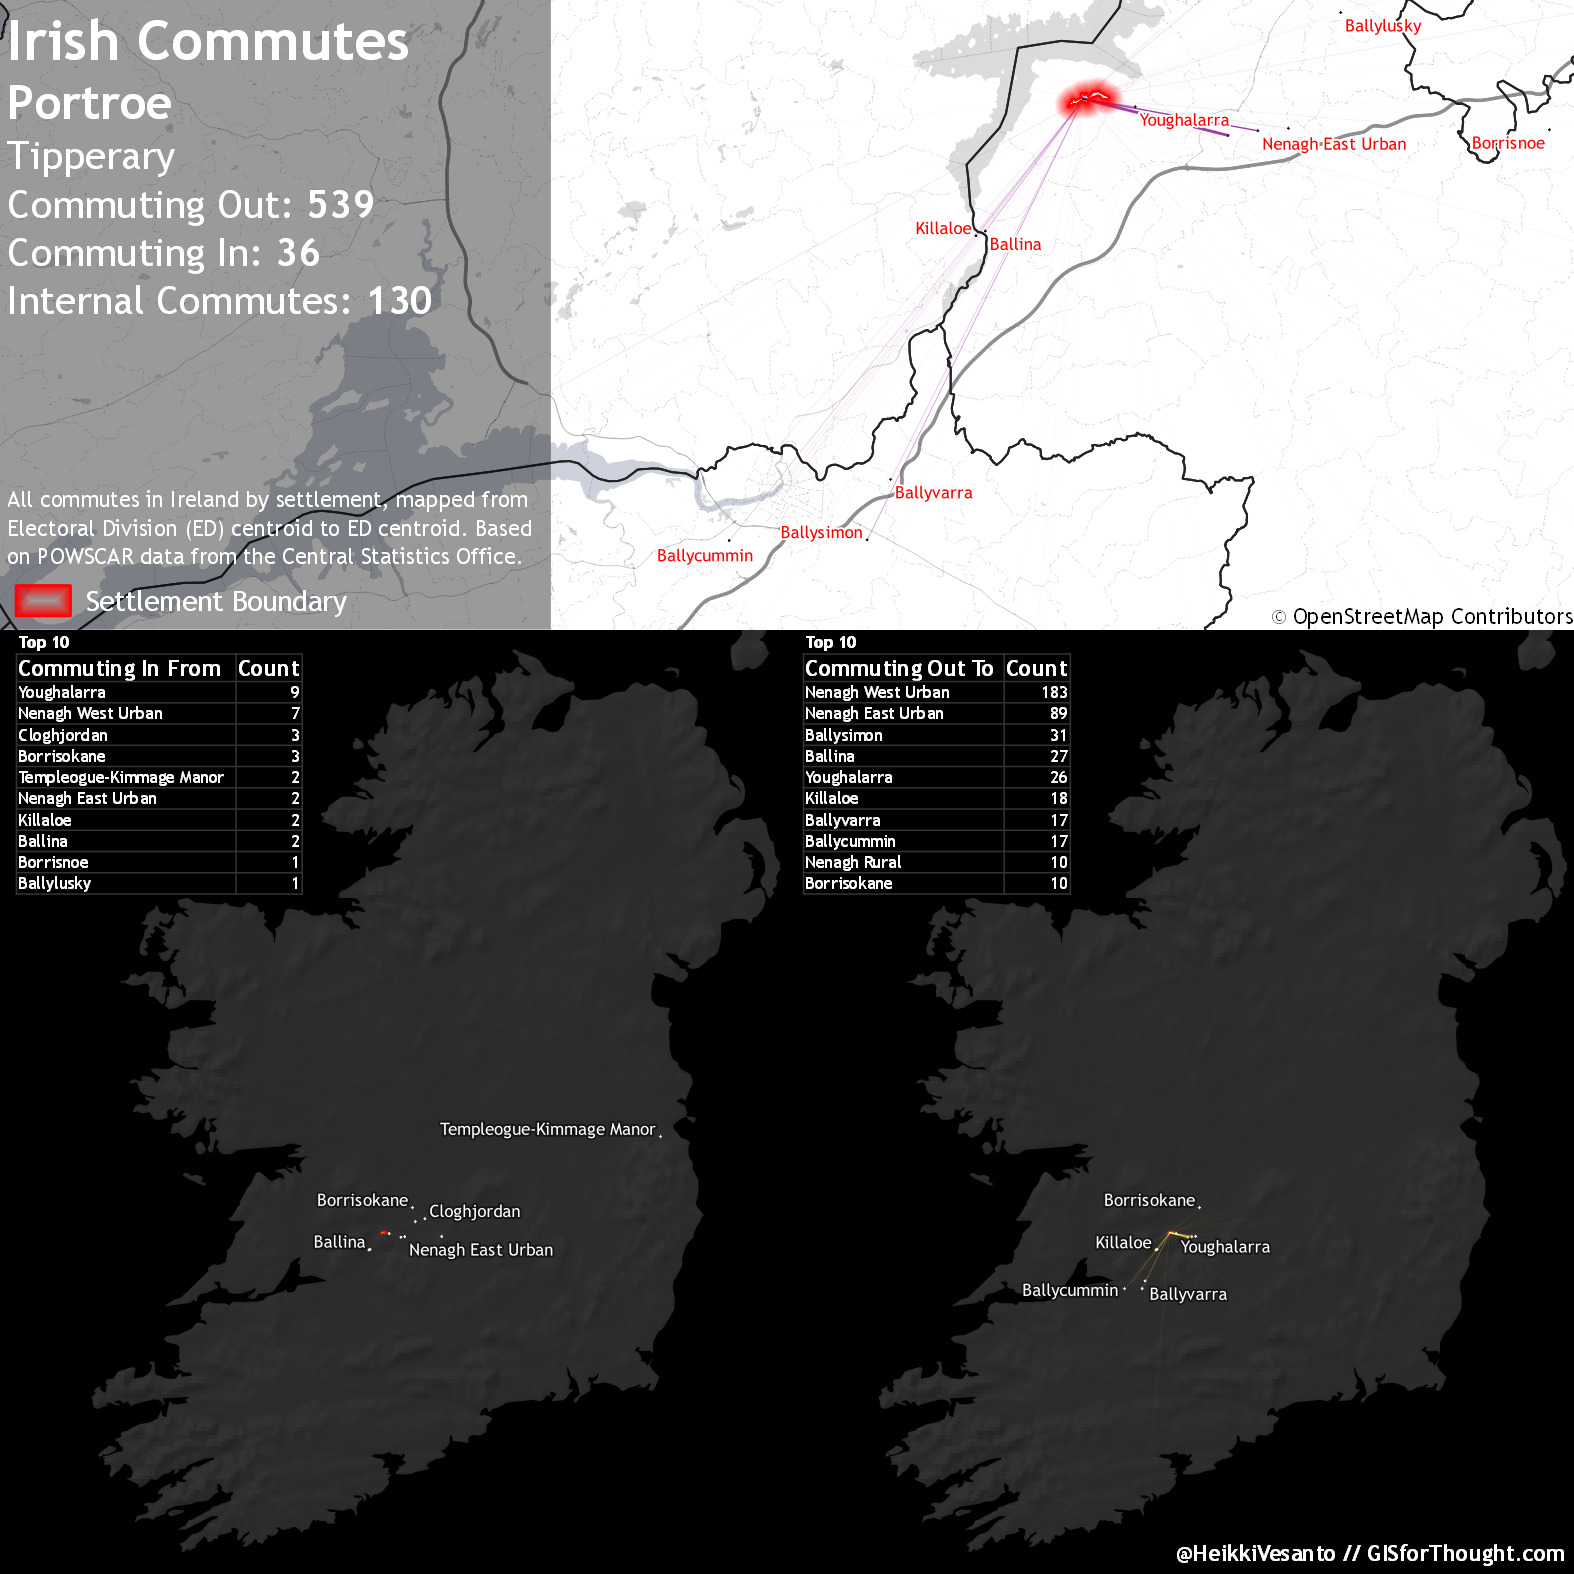 Irish Commutes
Portroe
Tipperary
Commuting Out: 539
Commuting In: 36
Internal Commutes: 130
All commutes in Ireland by settlement, mapped from
Electoral Division (ED) centroid to ED centroid. Based
on POWSCAR data from the Central Statistics Office.
Settlement Boundary
Ballylusky
Youghalarra
Nenagh East Urban
Borrisnoe
Killaloe
Ballina
Ballyvarra
Ballysimon
Ballycummin
© OpenStreetMap Contributors
Top 10
Commuting In From Count
Youghalarra 9
Nenagh West Urban 7
Cloghjordan 3
Borrisokane 3
Templeogue-Kimmage Manor 2
Nenagh East Urban 2
Killaloe 2
Ballina 2
Borrisnoe 1
Ballylusky 1
Templeogue-Kimmage Manor
Borrisokane
Cloghjordan
Ballina
Nenagh East Urban
Top 10
Commuting Out To Count
Nenagh West Urban 183
Nenagh East Urban 89
Ballysimon 31
Ballina 27
Youghalarra 26
Killaloe 18
Ballyvarra 17
Ballycummin 17
Nenagh Rural 10
Borrisokane 10
Borrisokane
Killaloe
Youghalarra
Ballycummin
Ballyvarra
@HeikkiVesanto // GISforThought.com